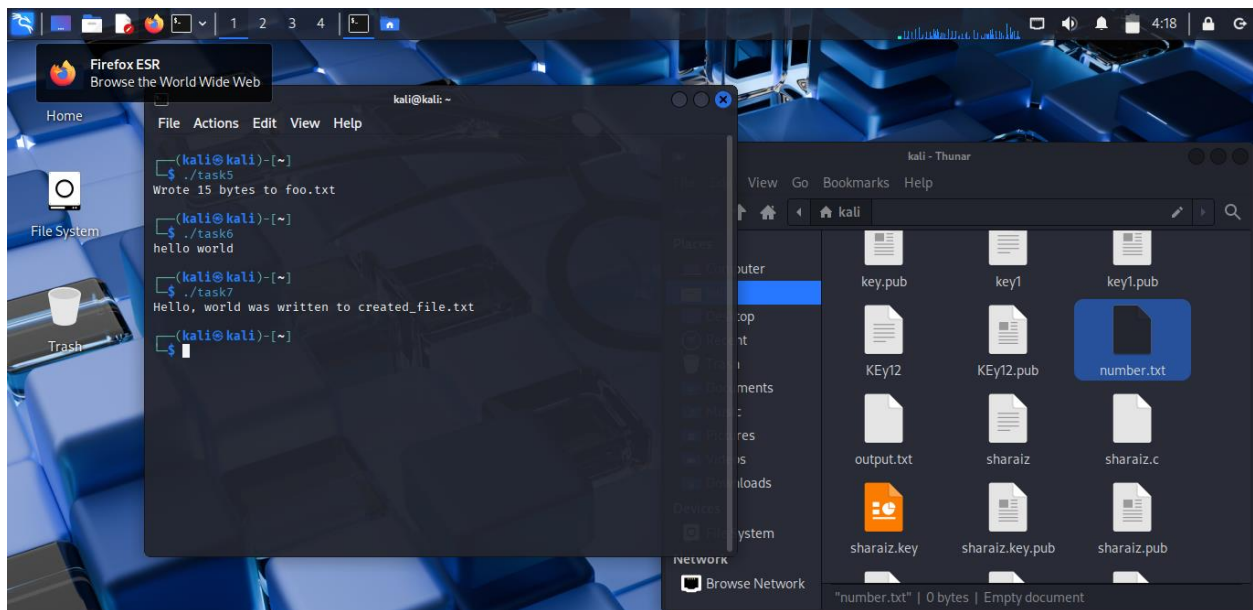 1 2 3 4
4:18
Firefox ESR
Browse the World Wide Web
Home
File System
Trash
kali@kali: ~
File Actions Edit View Help
┌──(kali㉿kali)-[~]
└─$ ./task5
Wrote 15 bytes to foo.txt
┌──(kali㉿kali)-[~]
└─$ ./task6
hello world
┌──(kali㉿kali)-[~]
└─$ ./task7
Hello, world was written to created_file.txt
┌──(kali㉿kali)-[~]
└─$
kali - Thunar
View Go Bookmarks Help
kali
Places
Devices
Network
Browse Network
key.pub key1 key1.pub
KEy12 KEy12.pub number.txt
output.txt sharaiz sharaiz.c
sharaiz.key sharaiz.key.pub sharaiz.pub
"number.txt" | 0 bytes | Empty document